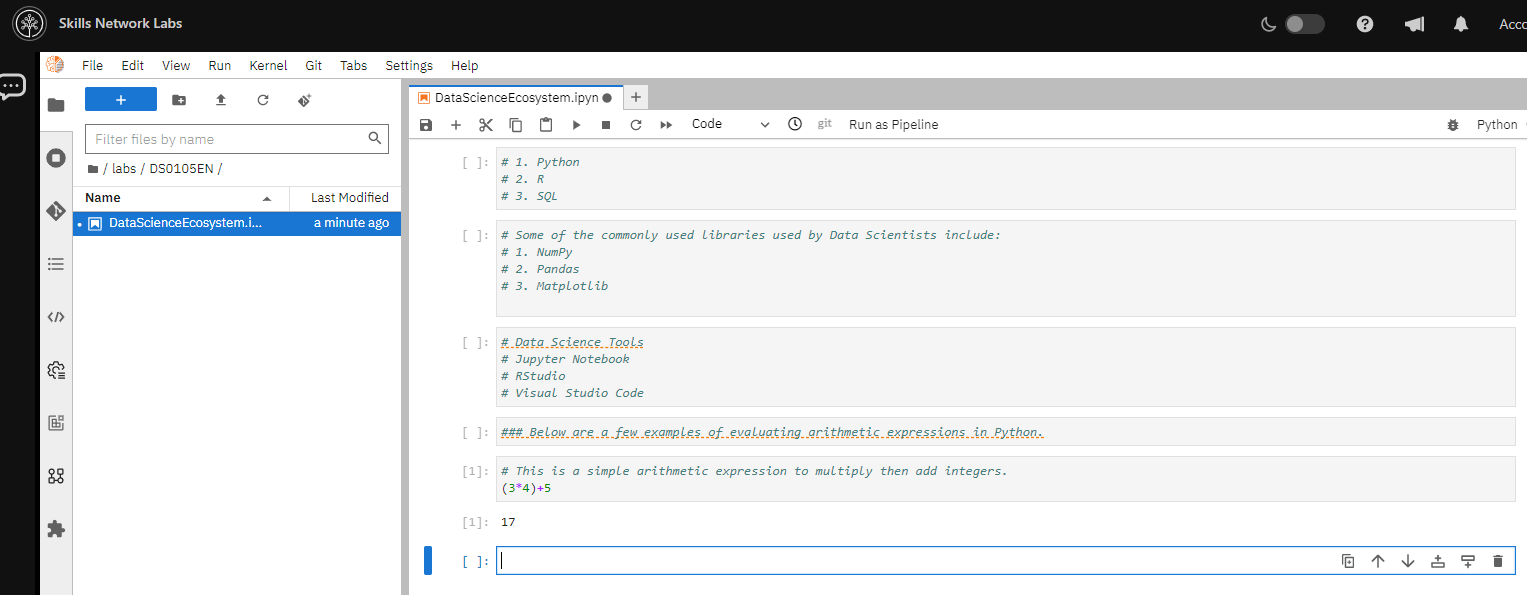 Skills Network Labs
Acco
File Edit View Run Kernel Git Tabs Settings Help
+
DataScienceEcosystem.ipyn
Filter files by name
/ labs / DS0105EN /
Name Last Modified
DataScienceEcosystem.i... a minute ago
Code git Run as Pipeline Python
[ ]: # 1. Python
# 2. R
# 3. SQL
[ ]: # Some of the commonly used libraries used by Data Scientists include:
# 1. NumPy
# 2. Pandas
# 3. Matplotlib
[ ]: # Data Science Tools
# Jupyter Notebook
# RStudio
# Visual Studio Code
[ ]: ### Below are a few examples of evaluating arithmetic expressions in Python.
[1]: # This is a simple arithmetic expression to multiply then add integers.
(3*4)+5
[1]: 17
[ ]: